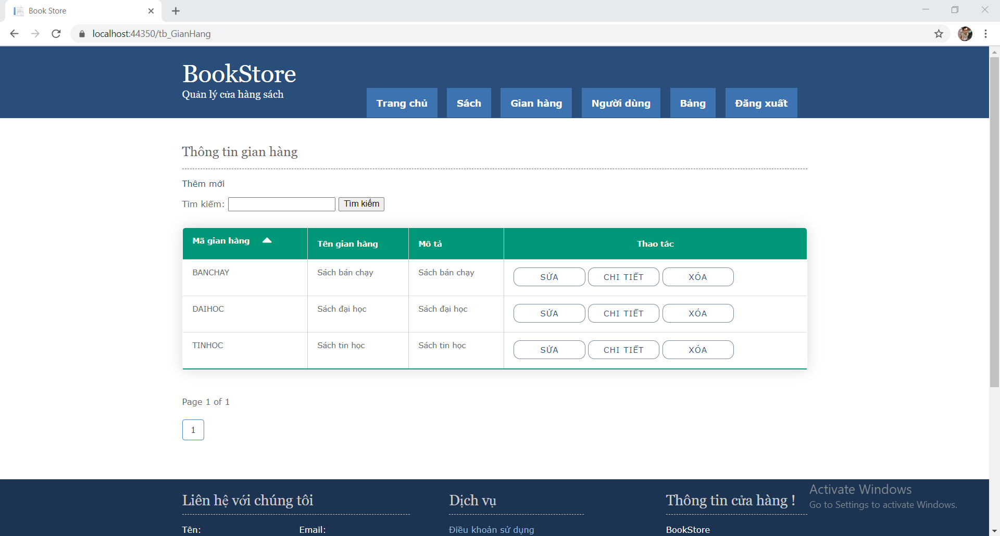 Book Store
localhost:44350/tb_GianHang
BookStore
Quản lý cửa hàng sách
Trang chủ Sách Gian hàng Người dùng Bảng Đăng xuất
Thông tin gian hàng
Thêm mới
Tìm kiếm: Tìm kiếm
Mã gian hàng Tên gian hàng Mô tả Thao tác
BANCHAY Sách bán chạy Sách bán chạy SỬA CHI TIẾT XÓA
DAIHOC Sách đại học Sách đại học SỬA CHI TIẾT XÓA
TINHOC Sách tin học Sách tin học SỬA CHI TIẾT XÓA
Page 1 of 1
1
Liên hệ với chúng tôi Dịch vụ Thông tin cửa hàng !
Tên: Email: Điều khoản sử dụng BookStore
Activate Windows
Go to Settings to activate Windows.